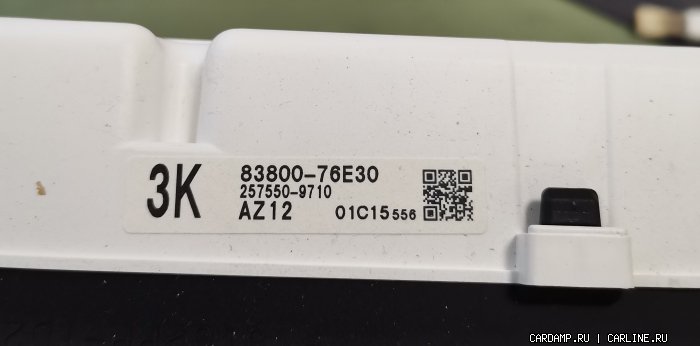 3K
83800-76E30
257550-9710
AZ12 01C15 556
CARDAMP.RU | CARLINE.RU